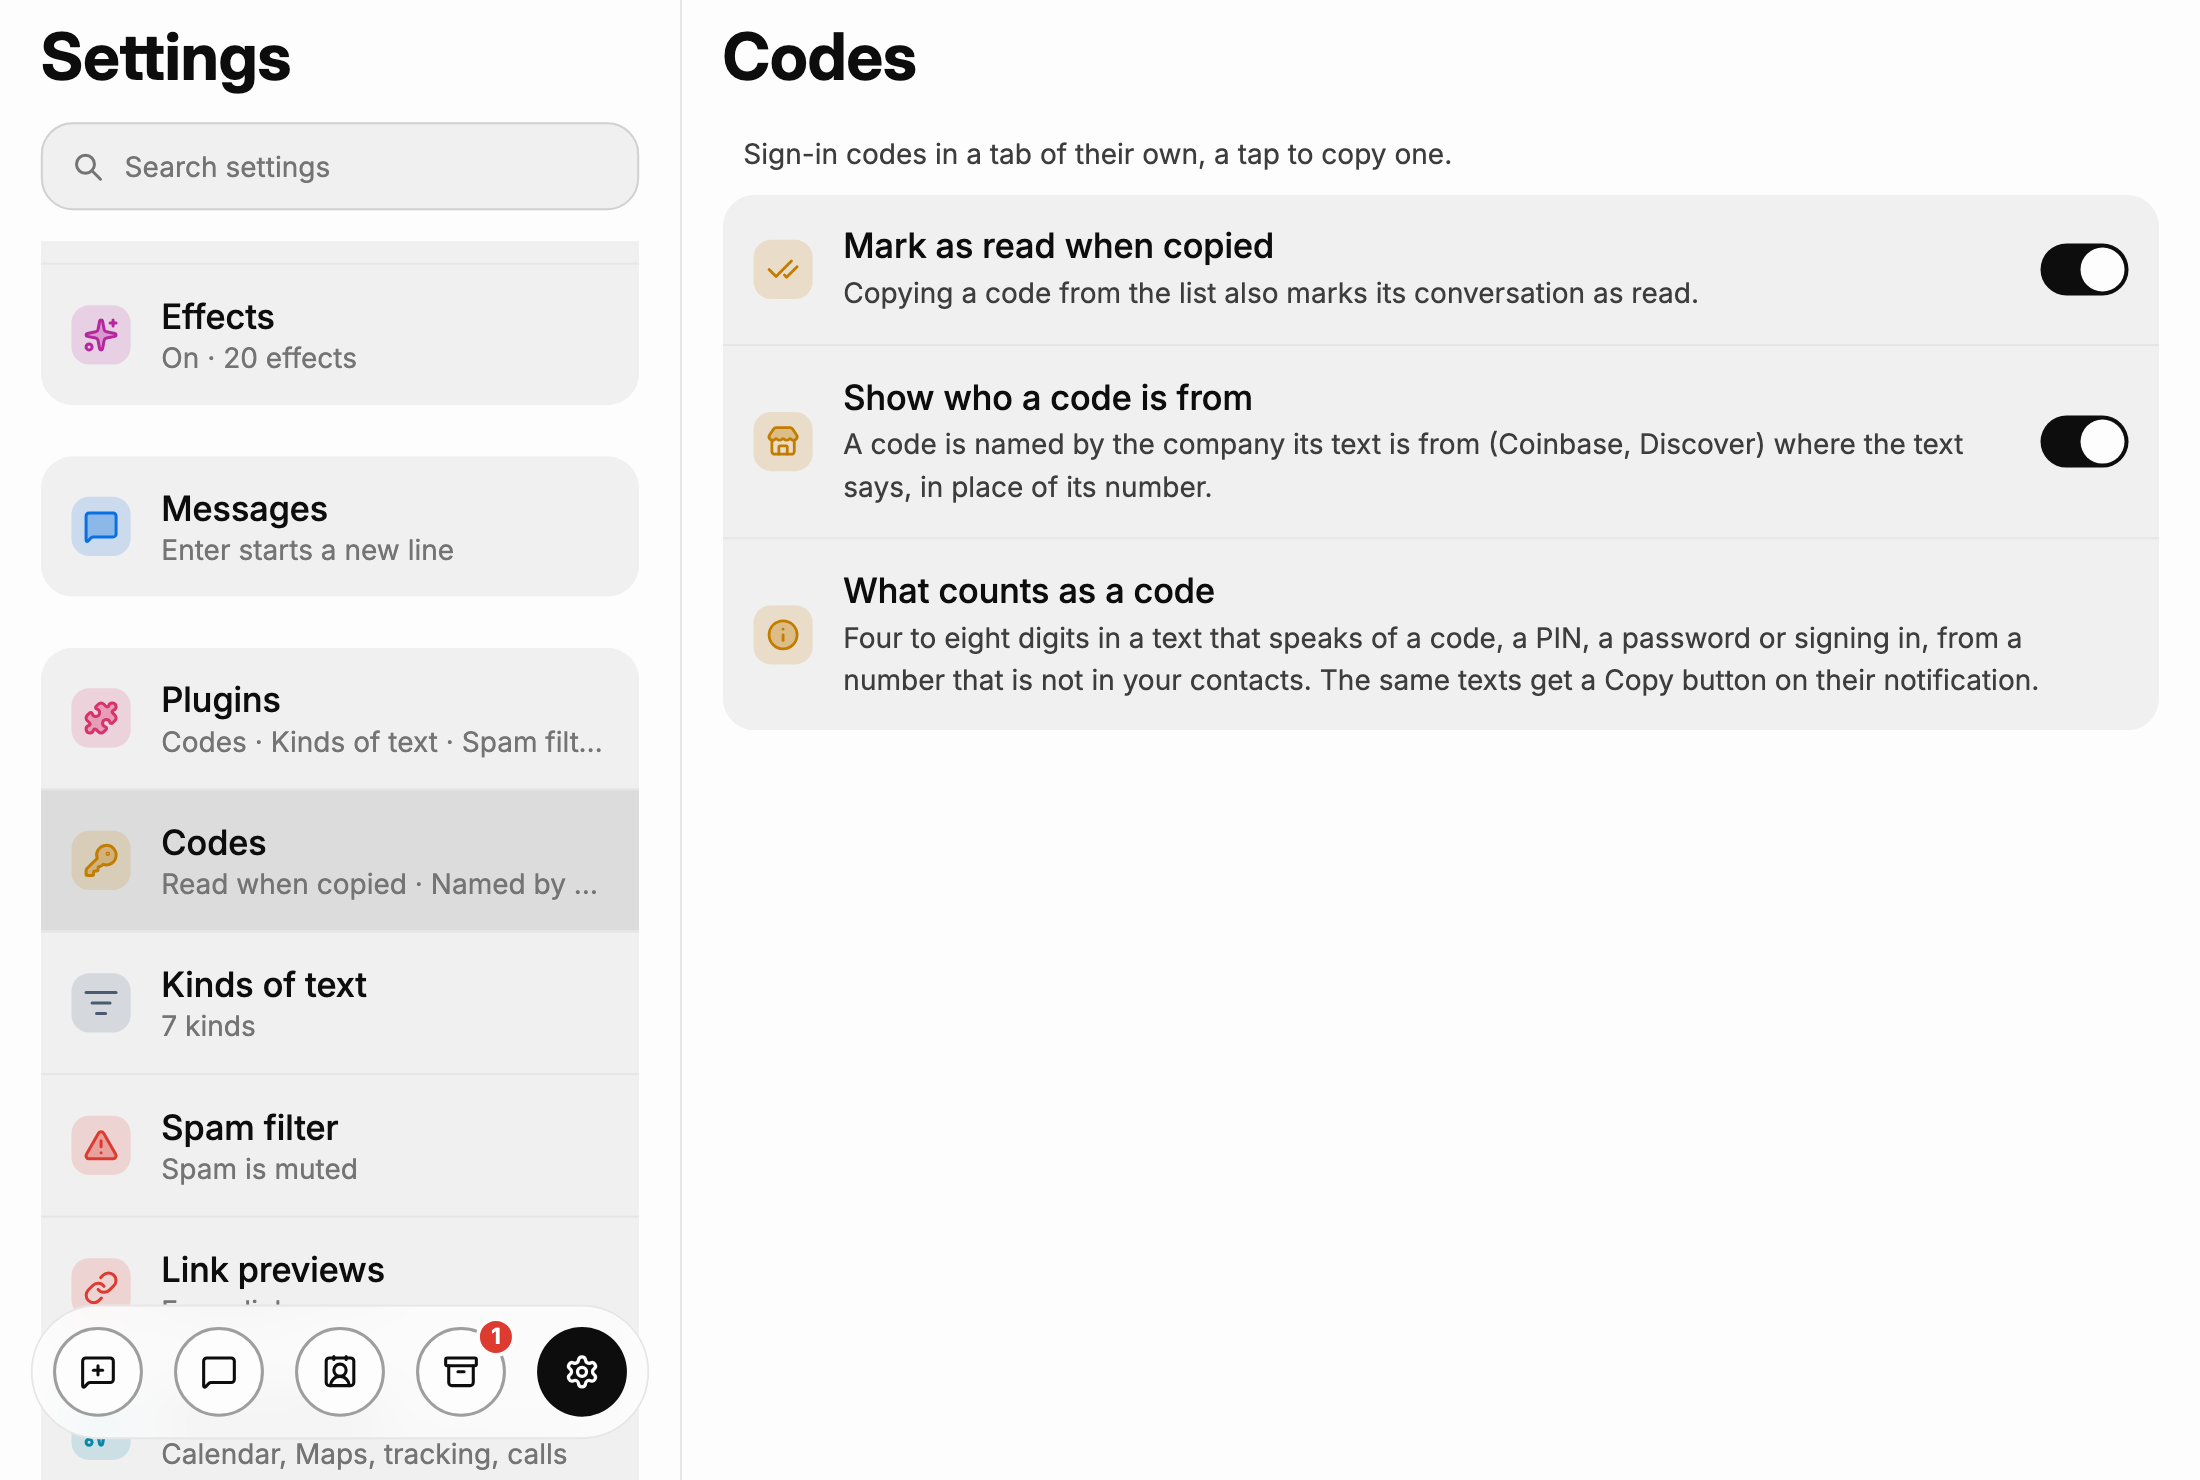 Settings
Search settings
Effects
On · 20 effects
Messages
Enter starts a new line
Plugins
Codes · Kinds of text · Spam filt...
Codes
Read when copied · Named by ...
Kinds of text
7 kinds
Spam filter
Spam is muted
Link previews
1
Calendar, Maps, tracking, calls
Codes
Sign-in codes in a tab of their own, a tap to copy one.
Mark as read when copied
Copying a code from the list also marks its conversation as read.
Show who a code is from
A code is named by the company its text is from (Coinbase, Discover) where the text
says, in place of its number.
What counts as a code
Four to eight digits in a text that speaks of a code, a PIN, a password or signing in, from a
number that is not in your contacts. The same texts get a Copy button on their notification.